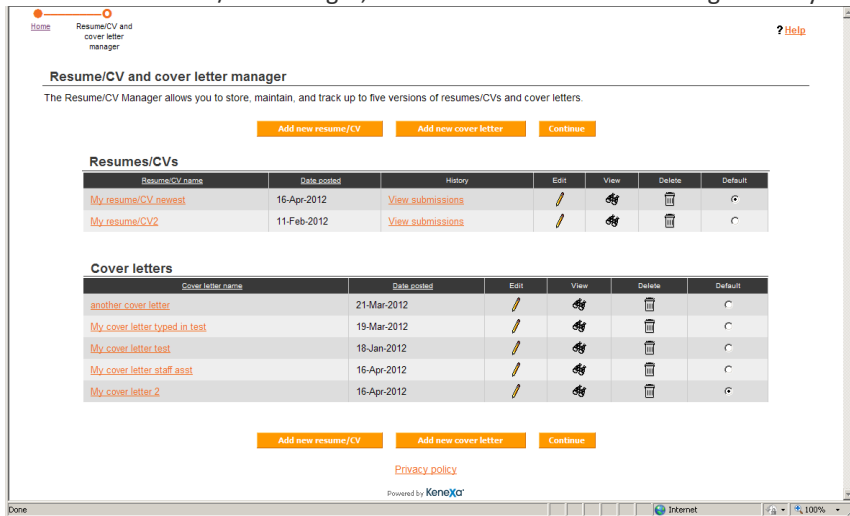 Home
Resume/CV and
cover letter
manager
? Help
Resume/CV and cover letter manager
The Resume/CV Manager allows you to store, maintain, and track up to five versions of resumes/CVs and cover letters.
Add new resume/CV Add new cover letter Continue
Resumes/CVs
Resume/CV name Date posted History Edit View Delete Default
My resume/CV newest 16-Apr-2012 View submissions
My resume/CV2 11-Feb-2012 View submissions
Cover letters
Cover letter name Date posted Edit View Delete Default
another cover letter 21-Mar-2012
My cover letter typed in test 19-Mar-2012
My cover letter test 18-Jan-2012
My cover letter staff asst 16-Apr-2012
My cover letter 2 16-Apr-2012
Add new resume/CV Add new cover letter Continue
Privacy policy
Powered by Kenexa
Done Internet 100%